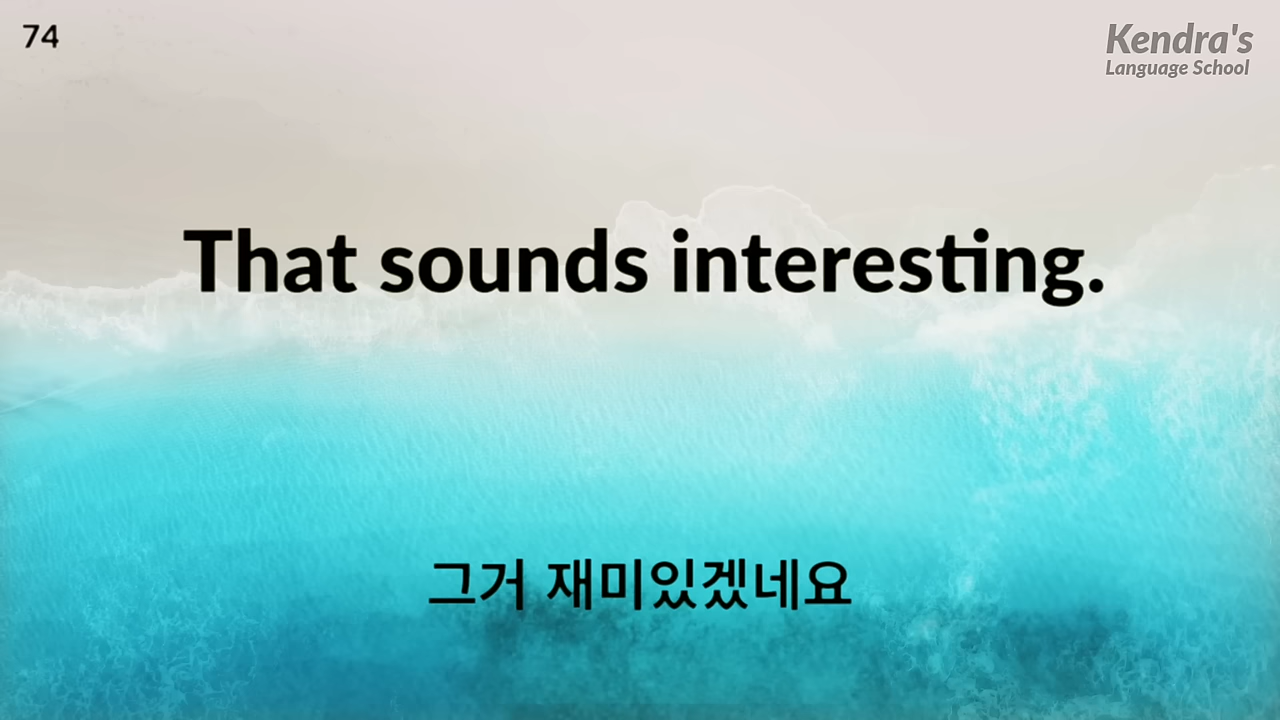 74
Kendra's
Language School
That sounds interesting.
그거 재미있겠네요